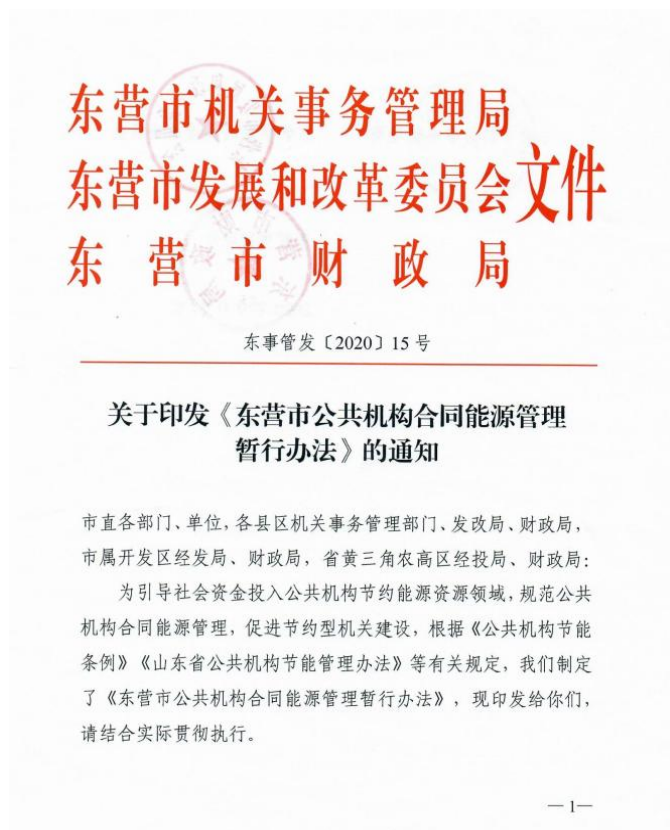 东营市机关事务管理局
东营市发展和改革委员会文件
东营市财政局
东事管发〔2020〕15号
关于印发《东营市公共机构合同能源管理
暂行办法》的通知
市直各部门、单位,各县区机关事务管理部门、发改局、财政局,
市属开发区经发局、财政局,省黄三角农高区经投局、财政局:
为引导社会资金投入公共机构节约能源资源领域,规范公共
机构合同能源管理,促进节约型机关建设,根据《公共机构节能
条例》《山东省公共机构节能管理办法》等有关规定,我们制定
了《东营市公共机构合同能源管理暂行办法》,现印发给你们,
请结合实际贯彻执行。
— 1—